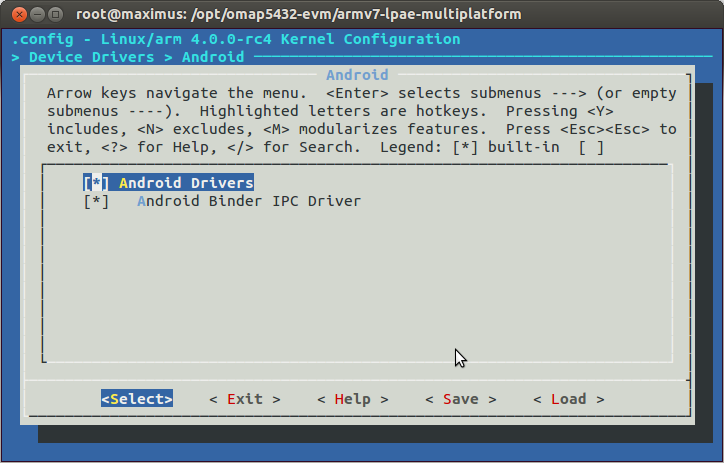 root@maximus: /opt/omap5432-evm/armv7-lpae-multiplatform
.config - Linux/arm 4.0.0-rc4 Kernel Configuration
> Device Drivers > Android
Android
Arrow keys navigate the menu.  <Enter> selects submenus ---> (or empty
submenus ----).  Highlighted letters are hotkeys.  Pressing <Y>
includes, <N> excludes, <M> modularizes features.  Press <Esc><Esc> to
exit, <?> for Help, </> for Search.  Legend: [*] built-in  [ ]
[*] Android Drivers
[*]   Android Binder IPC Driver
<Select>    < Exit >    < Help >    < Save >    < Load >